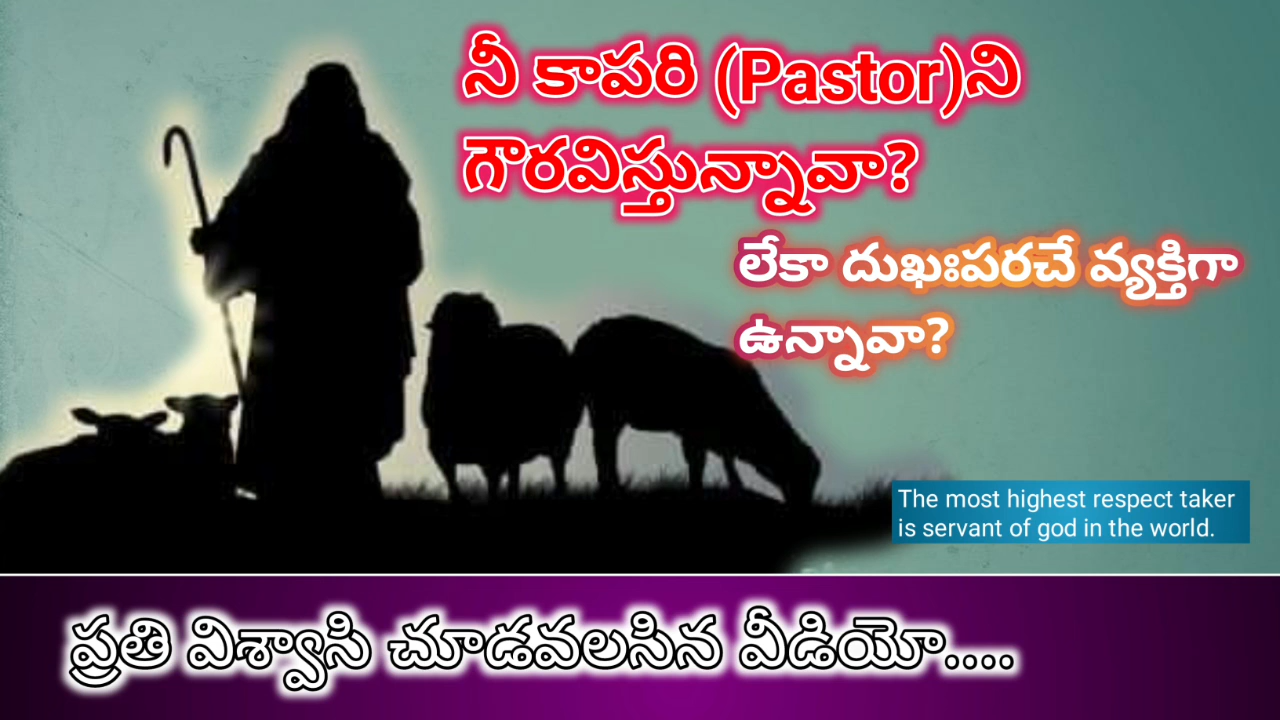 నీ కాపరి (Pastor)ని
గౌరవిస్తున్నావా?
లేకా దుఖఃపరచే వ్యక్తిగా
ఉన్నావా?
The most highest respect taker
is servant of god in the world.
ప్రతి విశ్వాసి చూడవలసిన వీడియో....